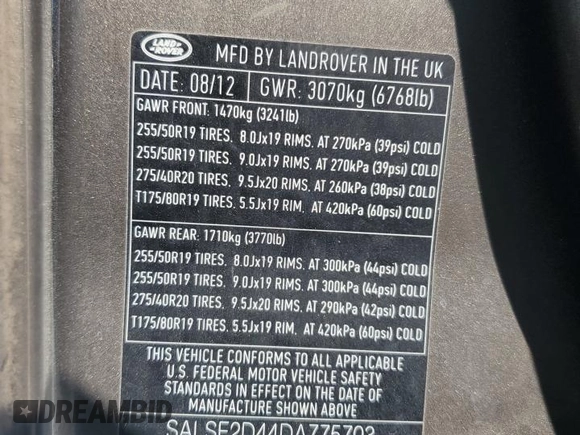 LAND ROVER
MFD BY LANDROVER IN THE UK
DATE: 08/12 GWR: 3070kg (6768lb)
GAWR FRONT: 1470kg (3241lb)
255/50R19 TIRES, 8.0Jx19 RIMS, AT 270kPa (39psi) COLD
255/50R19 TIRES, 9.0Jx19 RIMS, AT 270kPa (39psi) COLD
275/40R20 TIRES, 9.5Jx20 RIMS, AT 260kPa (38psi) COLD
T175/80R19 TIRES, 5.5Jx19 RIM, AT 420kPa (60psi) COLD
GAWR REAR: 1710kg (3770lb)
255/50R19 TIRES, 8.0Jx19 RIMS, AT 300kPa (44psi) COLD
255/50R19 TIRES, 9.0Jx19 RIMS, AT 300kPa (44psi) COLD
275/40R20 TIRES, 9.5Jx20 RIMS, AT 290kPa (42psi) COLD
T175/80R19 TIRES, 5.5Jx19 RIM, AT 420kPa (60psi) COLD
THIS VEHICLE CONFORMS TO ALL APPLICABLE
U.S. FEDERAL MOTOR VEHICLE SAFETY
STANDARDS IN EFFECT ON THE DATE OF
MANUFACTURE SHOWN ABOVE
SALSF2D44DA775703
DREAMBID